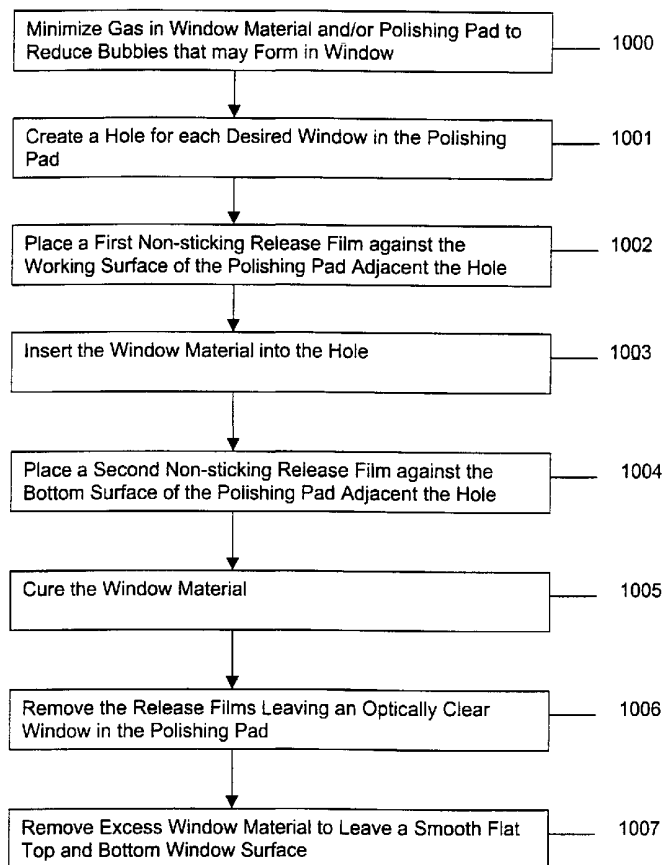 Minimize Gas in Window Material and/or Polishing Pad to
Reduce Bubbles that may Form in Window
1000
Create a Hole for each Desired Window in the Polishing
Pad
1001
Place a First Non-sticking Release Film against the
Working Surface of the Polishing Pad Adjacent the Hole
1002
Insert the Window Material into the Hole
1003
Place a Second Non-sticking Release Film against the
Bottom Surface of the Polishing Pad Adjacent the Hole
1004
Cure the Window Material
1005
Remove the Release Films Leaving an Optically Clear
Window in the Polishing Pad
1006
Remove Excess Window Material to Leave a Smooth Flat
Top and Bottom Window Surface
1007